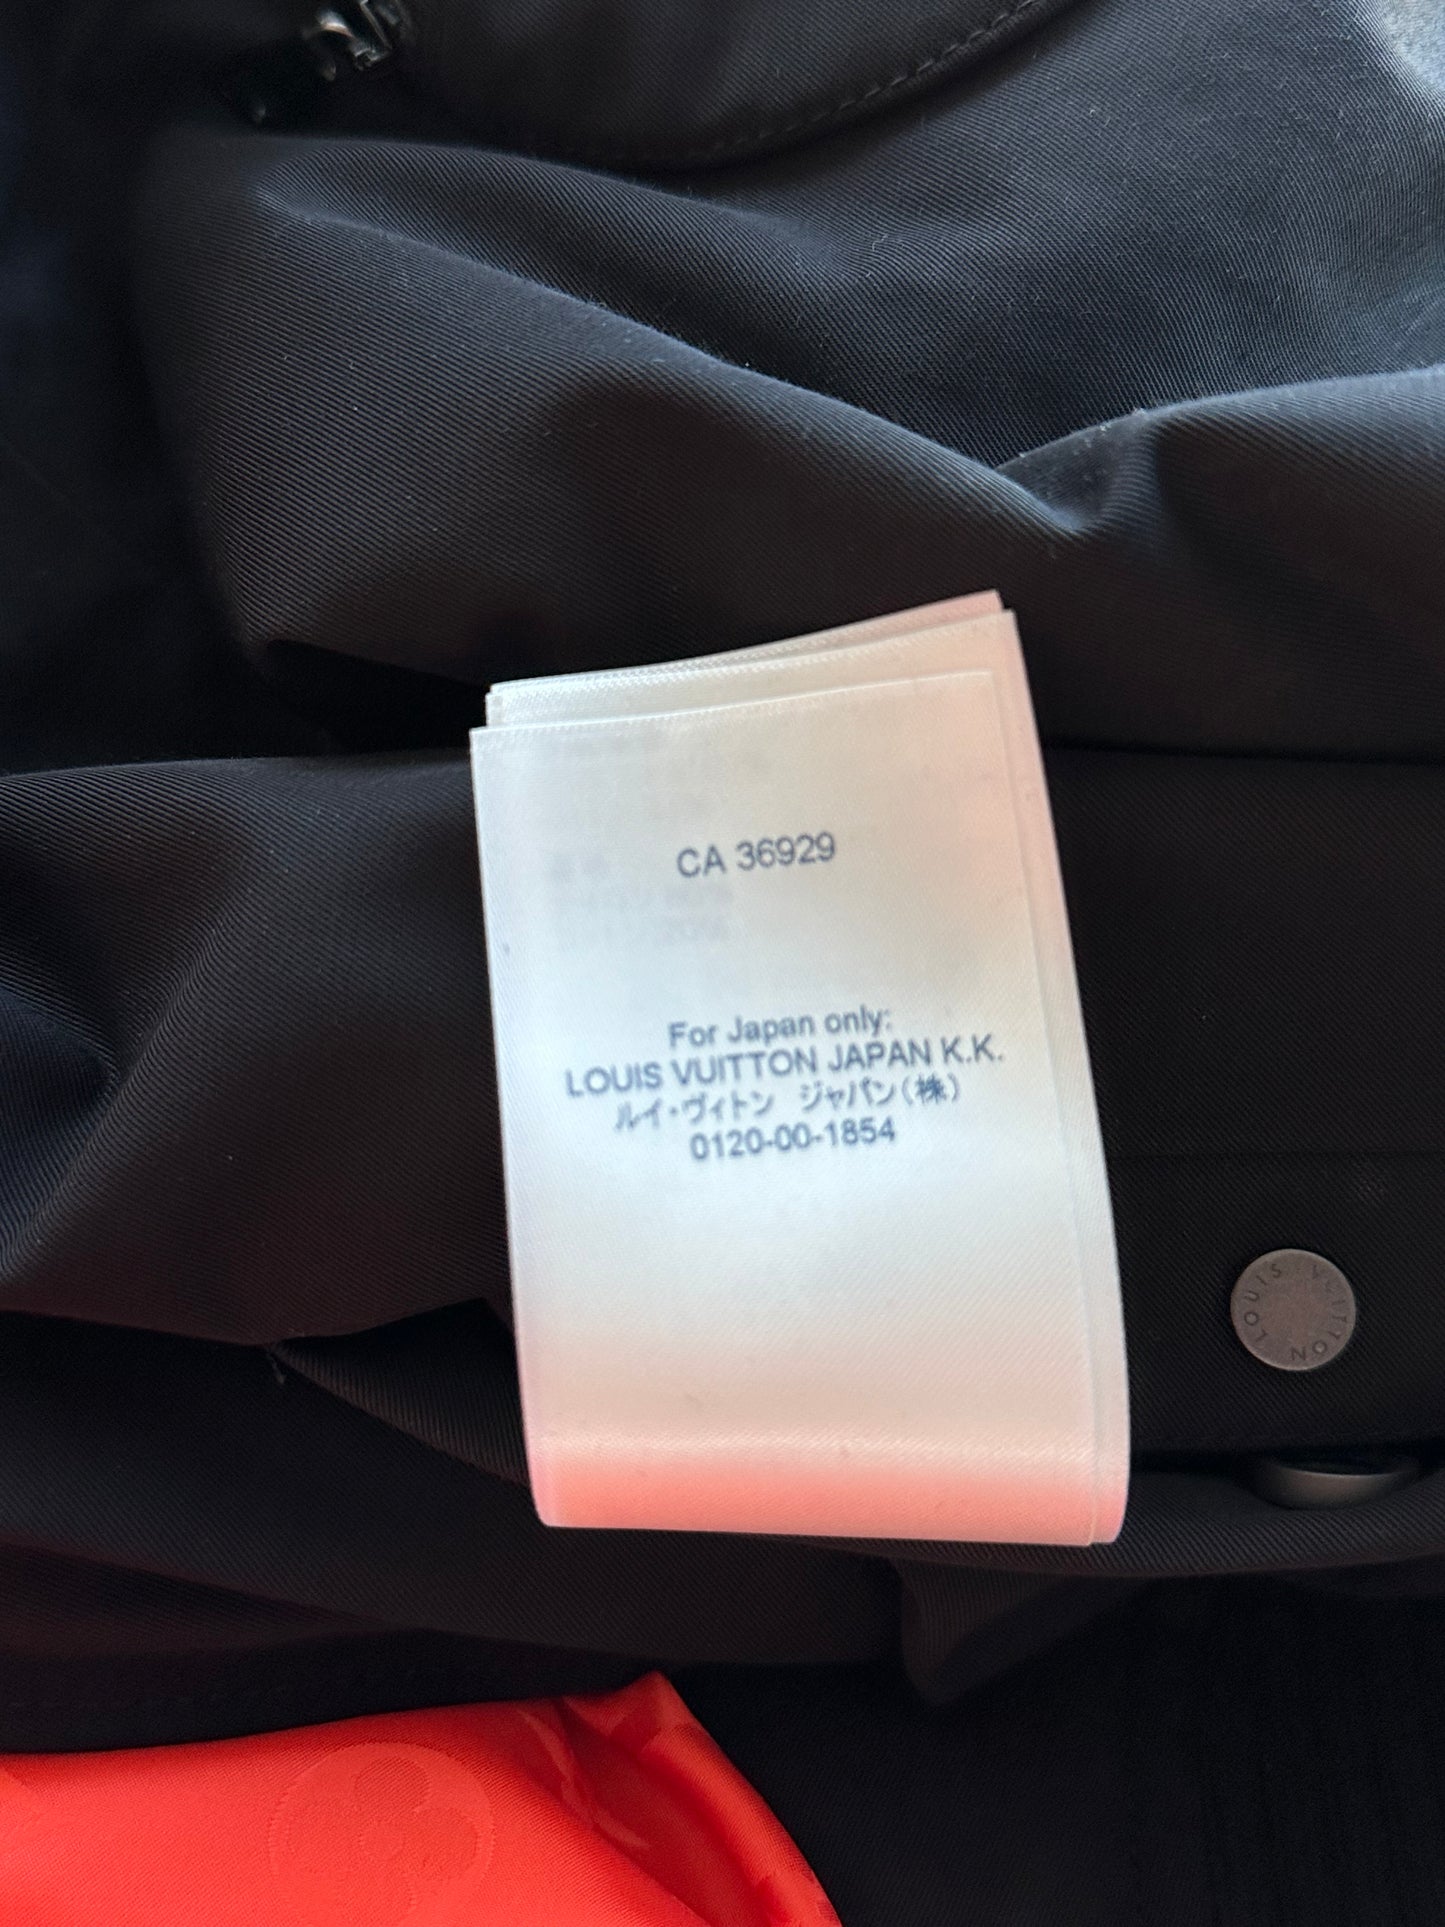 CA 36929
For Japan only:
LOUIS VUITTON JAPAN K.K.
ルイ・ヴィトン ジャパン(株)
0120-00-1854
LOUIS VUITTON